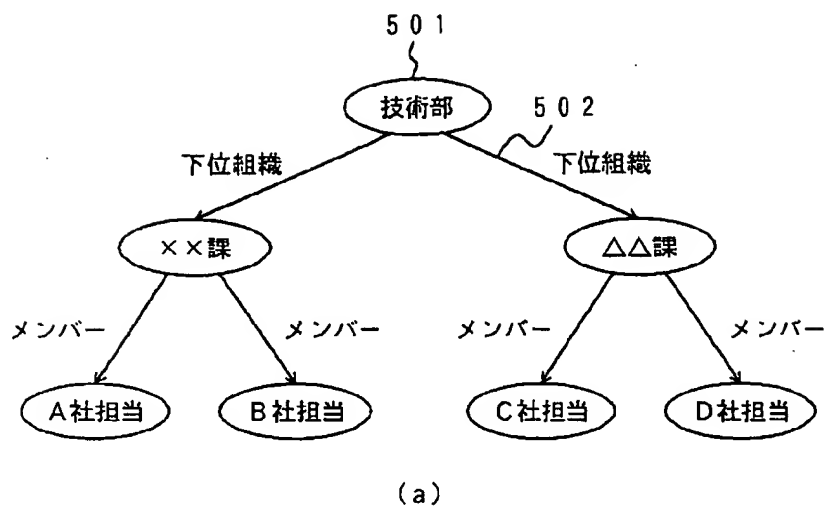 501
技術部
502
下位組織 下位組織
××課 △△課
メンバー メンバー メンバー メンバー
A社担当 B社担当 C社担当 D社担当
(a)